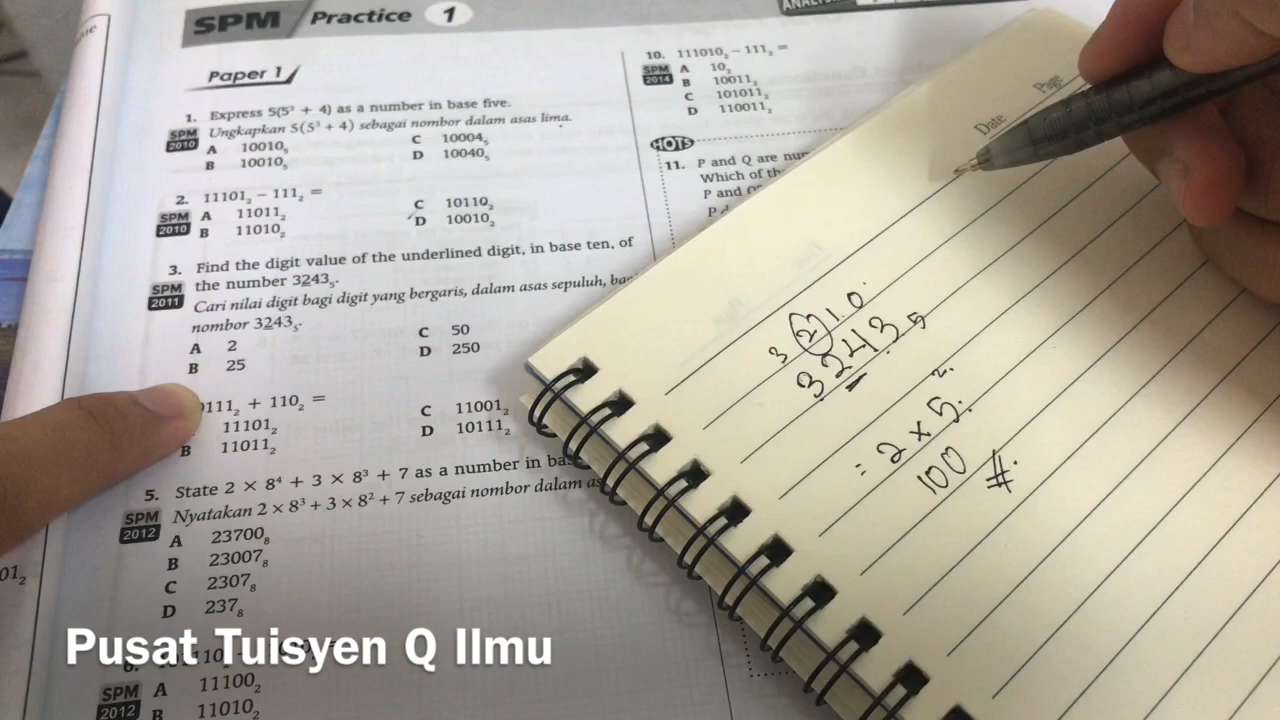 SPM Practice 1
Paper 1
1. Express 5(5³ + 4) as a number in base five.
SPM 2010 Ungkapkan 5(5³ + 4) sebagai nombor dalam asas lima.
A 10010₅ C 10004₅
B 10010₅ D 10040₅
2. 11101₂ − 111₂ =
SPM 2010 A 11011₂ C 10110₂
B 11010₂ D 10010₂
3. Find the digit value of the underlined digit, in base ten, of
SPM 2011 the number 3243₅.
Cari nilai digit bagi digit yang bergaris, dalam asas sepuluh,
nombor 3243₅.
A 2 C 50
B 25 D 250
111₂ + 110₂ =
11101₂ C 11001₂
B 11011₂ D 10111₂
5. State 2 × 8⁴ + 3 × 8³ + 7 as a number in
SPM 2012 Nyatakan 2 × 8³ + 3 × 8² + 7 sebagai nombor dalam
A 23700₈
B 23007₈
C 2307₈
D 237₈
6.
SPM 2012 A 11100₂
B 11010₂
10. 111010₂ − 111₂ =
SPM 2014 A 10₂
B 10011₂
C 101011₂
D 110011₂
HOTS
11. P and Q are
Which of
P and
Date Page
3 2 1 0
3243₅
= 2 × 5².
100 #.
Pusat Tuisyen Q Ilmu